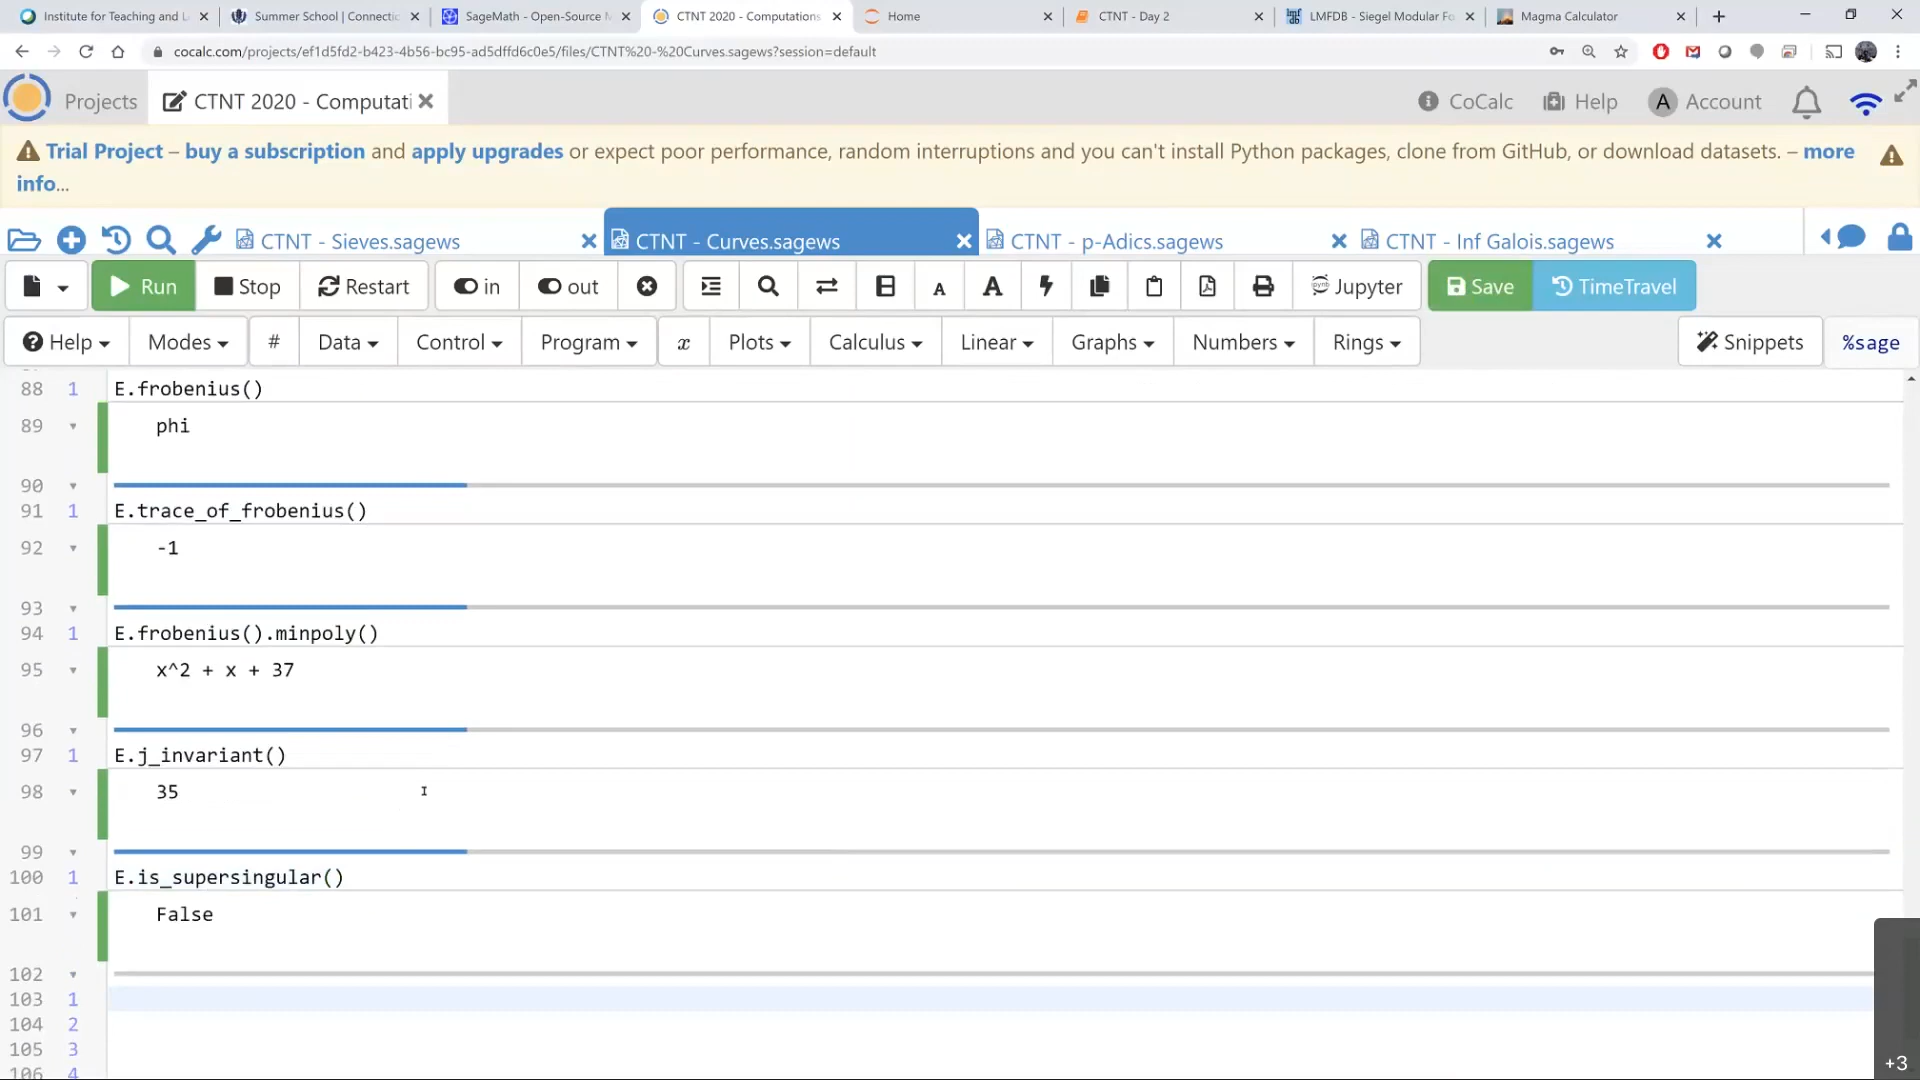 Institute for Teaching and L
Summer School | Connectic
SageMath - Open-Source M
CTNT 2020 - Computations
Home
CTNT - Day 2
LMFDB - Siegel Modular Fo
Magma Calculator
cocalc.com/projects/ef1d5fd2-b423-4b56-bc95-ad5dffd6c0e5/files/CTNT%20-%20Curves.sagews?session=default
Projects
CTNT 2020 - Computati
CoCalc
Help
A Account
Trial Project – buy a subscription and apply upgrades or expect poor performance, random interruptions and you can't install Python packages, clone from GitHub, or download datasets. – more
info...
CTNT - Sieves.sagews
CTNT - Curves.sagews
CTNT - p-Adics.sagews
CTNT - Inf Galois.sagews
Run
Stop
Restart
in
out
A
A
Jupyter
Save
TimeTravel
Help
Modes
#
Data
Control
Program
x
Plots
Calculus
Linear
Graphs
Numbers
Rings
Snippets
%sage
88 1 E.frobenius()
89 phi
90
91 1 E.trace_of_frobenius()
92 -1
93
94 1 E.frobenius().minpoly()
95 x^2 + x + 37
96
97 1 E.j_invariant()
98 35
99
100 1 E.is_supersingular()
101 False
102
103 1
104 2
105 3
106 4
+3